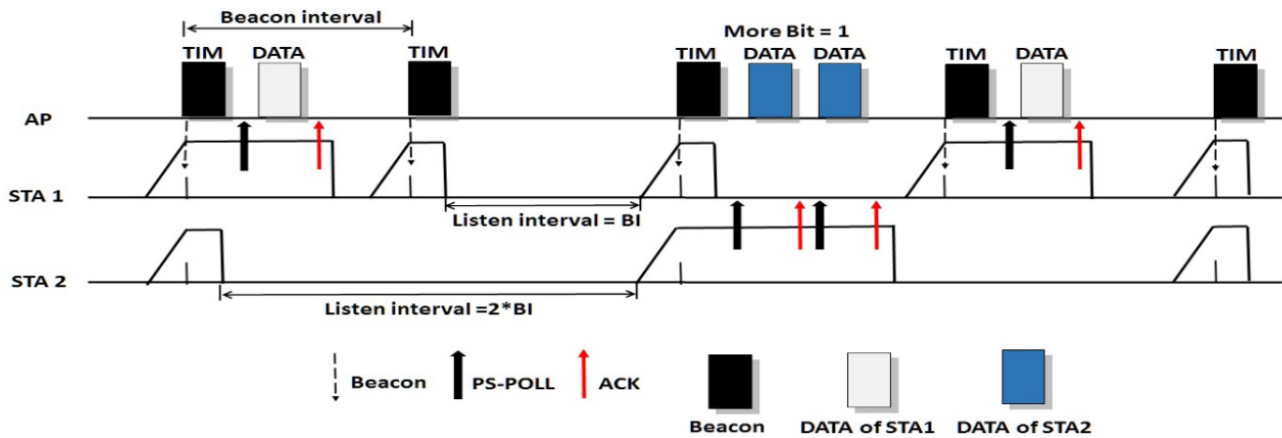 Beacon interval
More Bit = 1
TIM DATA TIM TIM DATA DATA TIM DATA TIM
AP
STA 1
Listen interval = BI
STA 2
Listen interval =2*BI
Beacon PS-POLL ACK
Beacon DATA of STA1 DATA of STA2